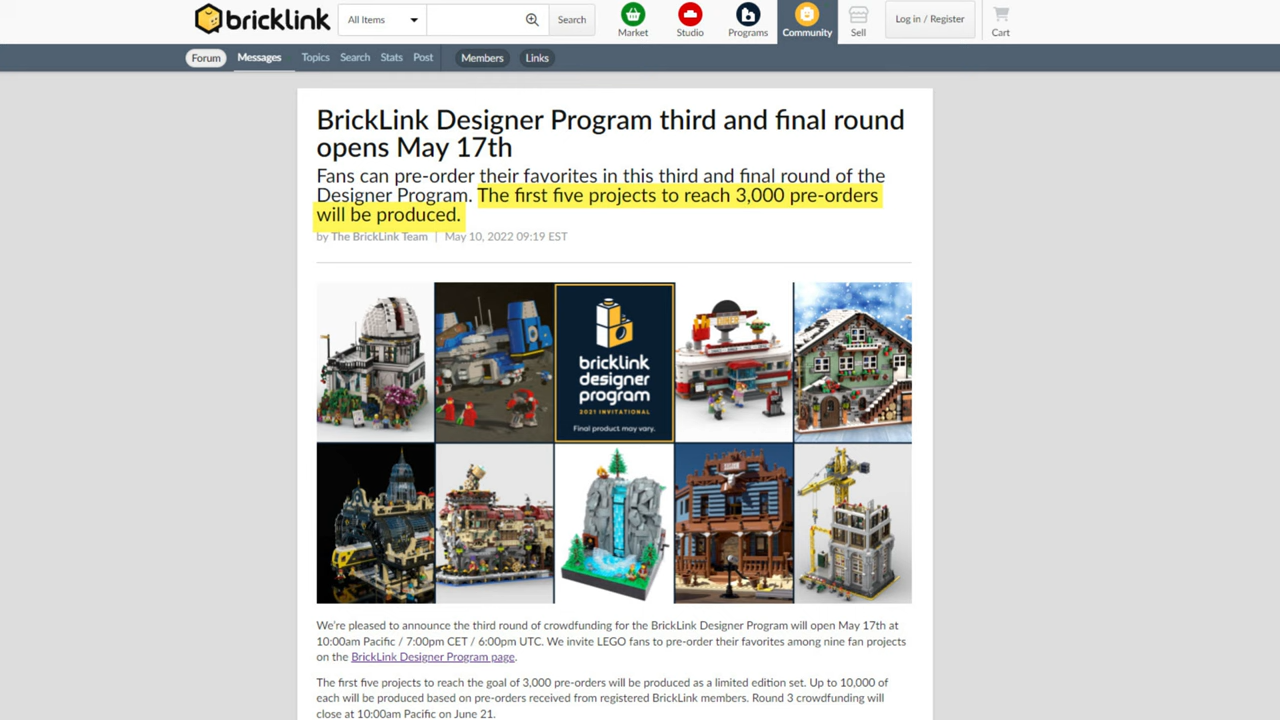 bricklink
All Items
Search
Market
Studio
Programs
Community
Sell
Log in / Register
Cart
Forum
Messages
Topics
Search
Stats
Post
Members
Links
BrickLink Designer Program third and final round
opens May 17th
Fans can pre-order their favorites in this third and final round of the
Designer Program. The first five projects to reach 3,000 pre-orders
will be produced.
by The BrickLink Team | May 10, 2022 09:19 EST
bricklink
designer
program
2021 INVITATIONAL
Final product may vary.
DINER
We're pleased to announce the third round of crowdfunding for the BrickLink Designer Program will open May 17th at
10:00am Pacific / 7:00pm CET / 6:00pm UTC. We invite LEGO fans to pre-order their favorites among nine fan projects
on the BrickLink Designer Program page.
The first five projects to reach the goal of 3,000 pre-orders will be produced as a limited edition set. Up to 10,000 of
each will be produced based on pre-orders received from registered BrickLink members. Round 3 crowdfunding will
close at 10:00am Pacific on June 21.